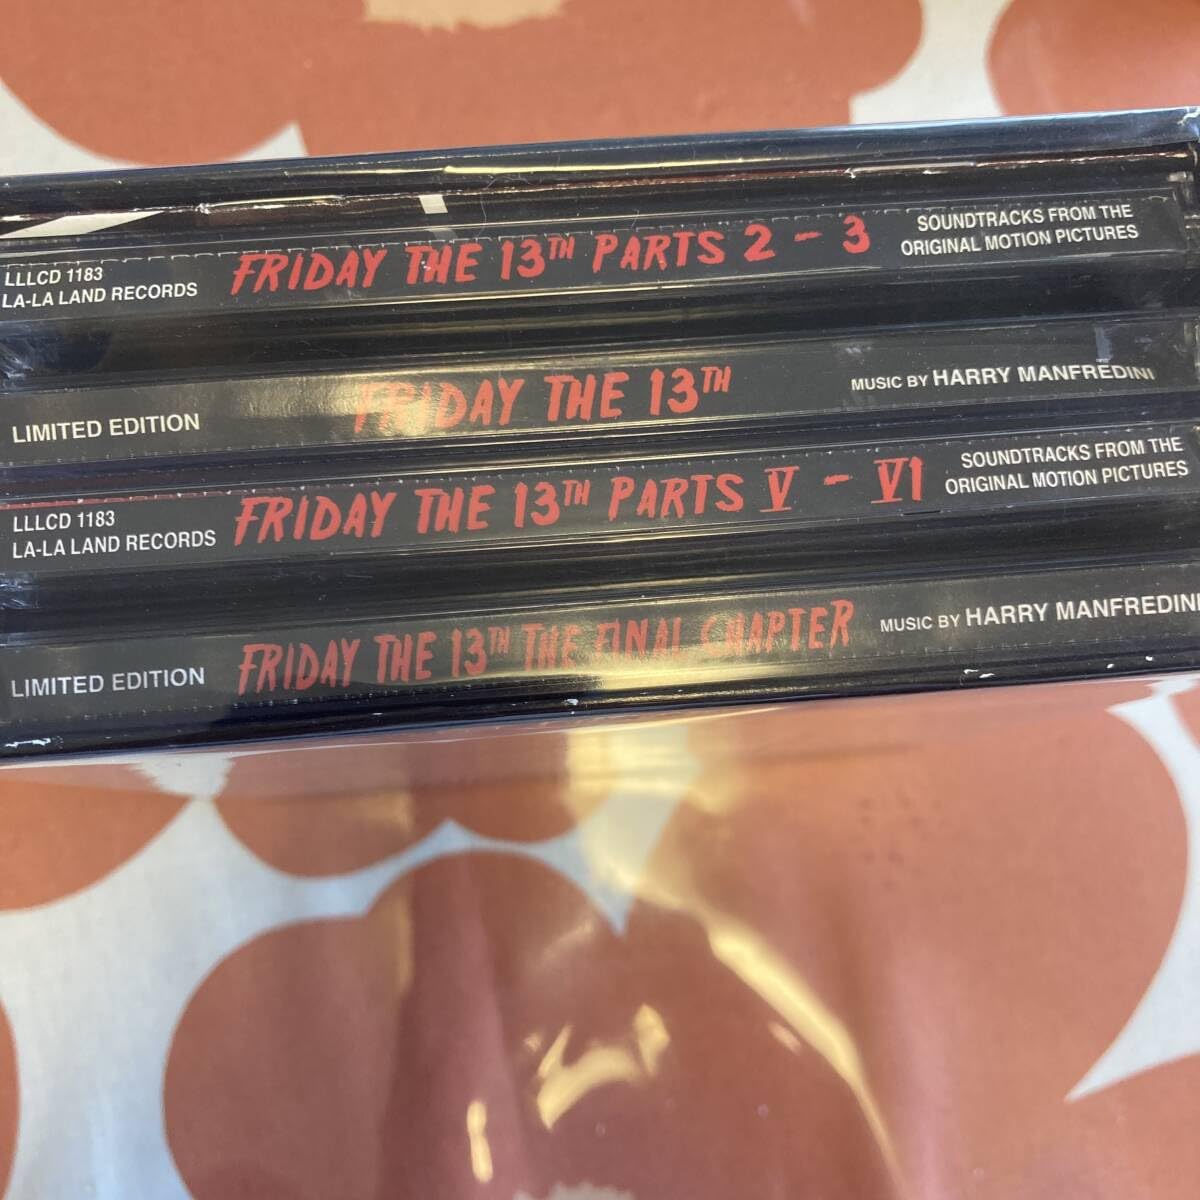 LLLCD 1183
LA-LA LAND RECORDS
FRIDAY THE 13TH PARTS 2 - 3
SOUNDTRACKS FROM THE
ORIGINAL MOTION PICTURES
LIMITED EDITION
FRIDAY THE 13TH
MUSIC BY HARRY MANFREDINI
LLLCD 1183
LA-LA LAND RECORDS
FRIDAY THE 13TH PARTS V - VI
SOUNDTRACKS FROM THE
ORIGINAL MOTION PICTURES
LIMITED EDITION
FRIDAY THE 13TH THE FINAL CHAPTER
MUSIC BY HARRY MANFREDINI